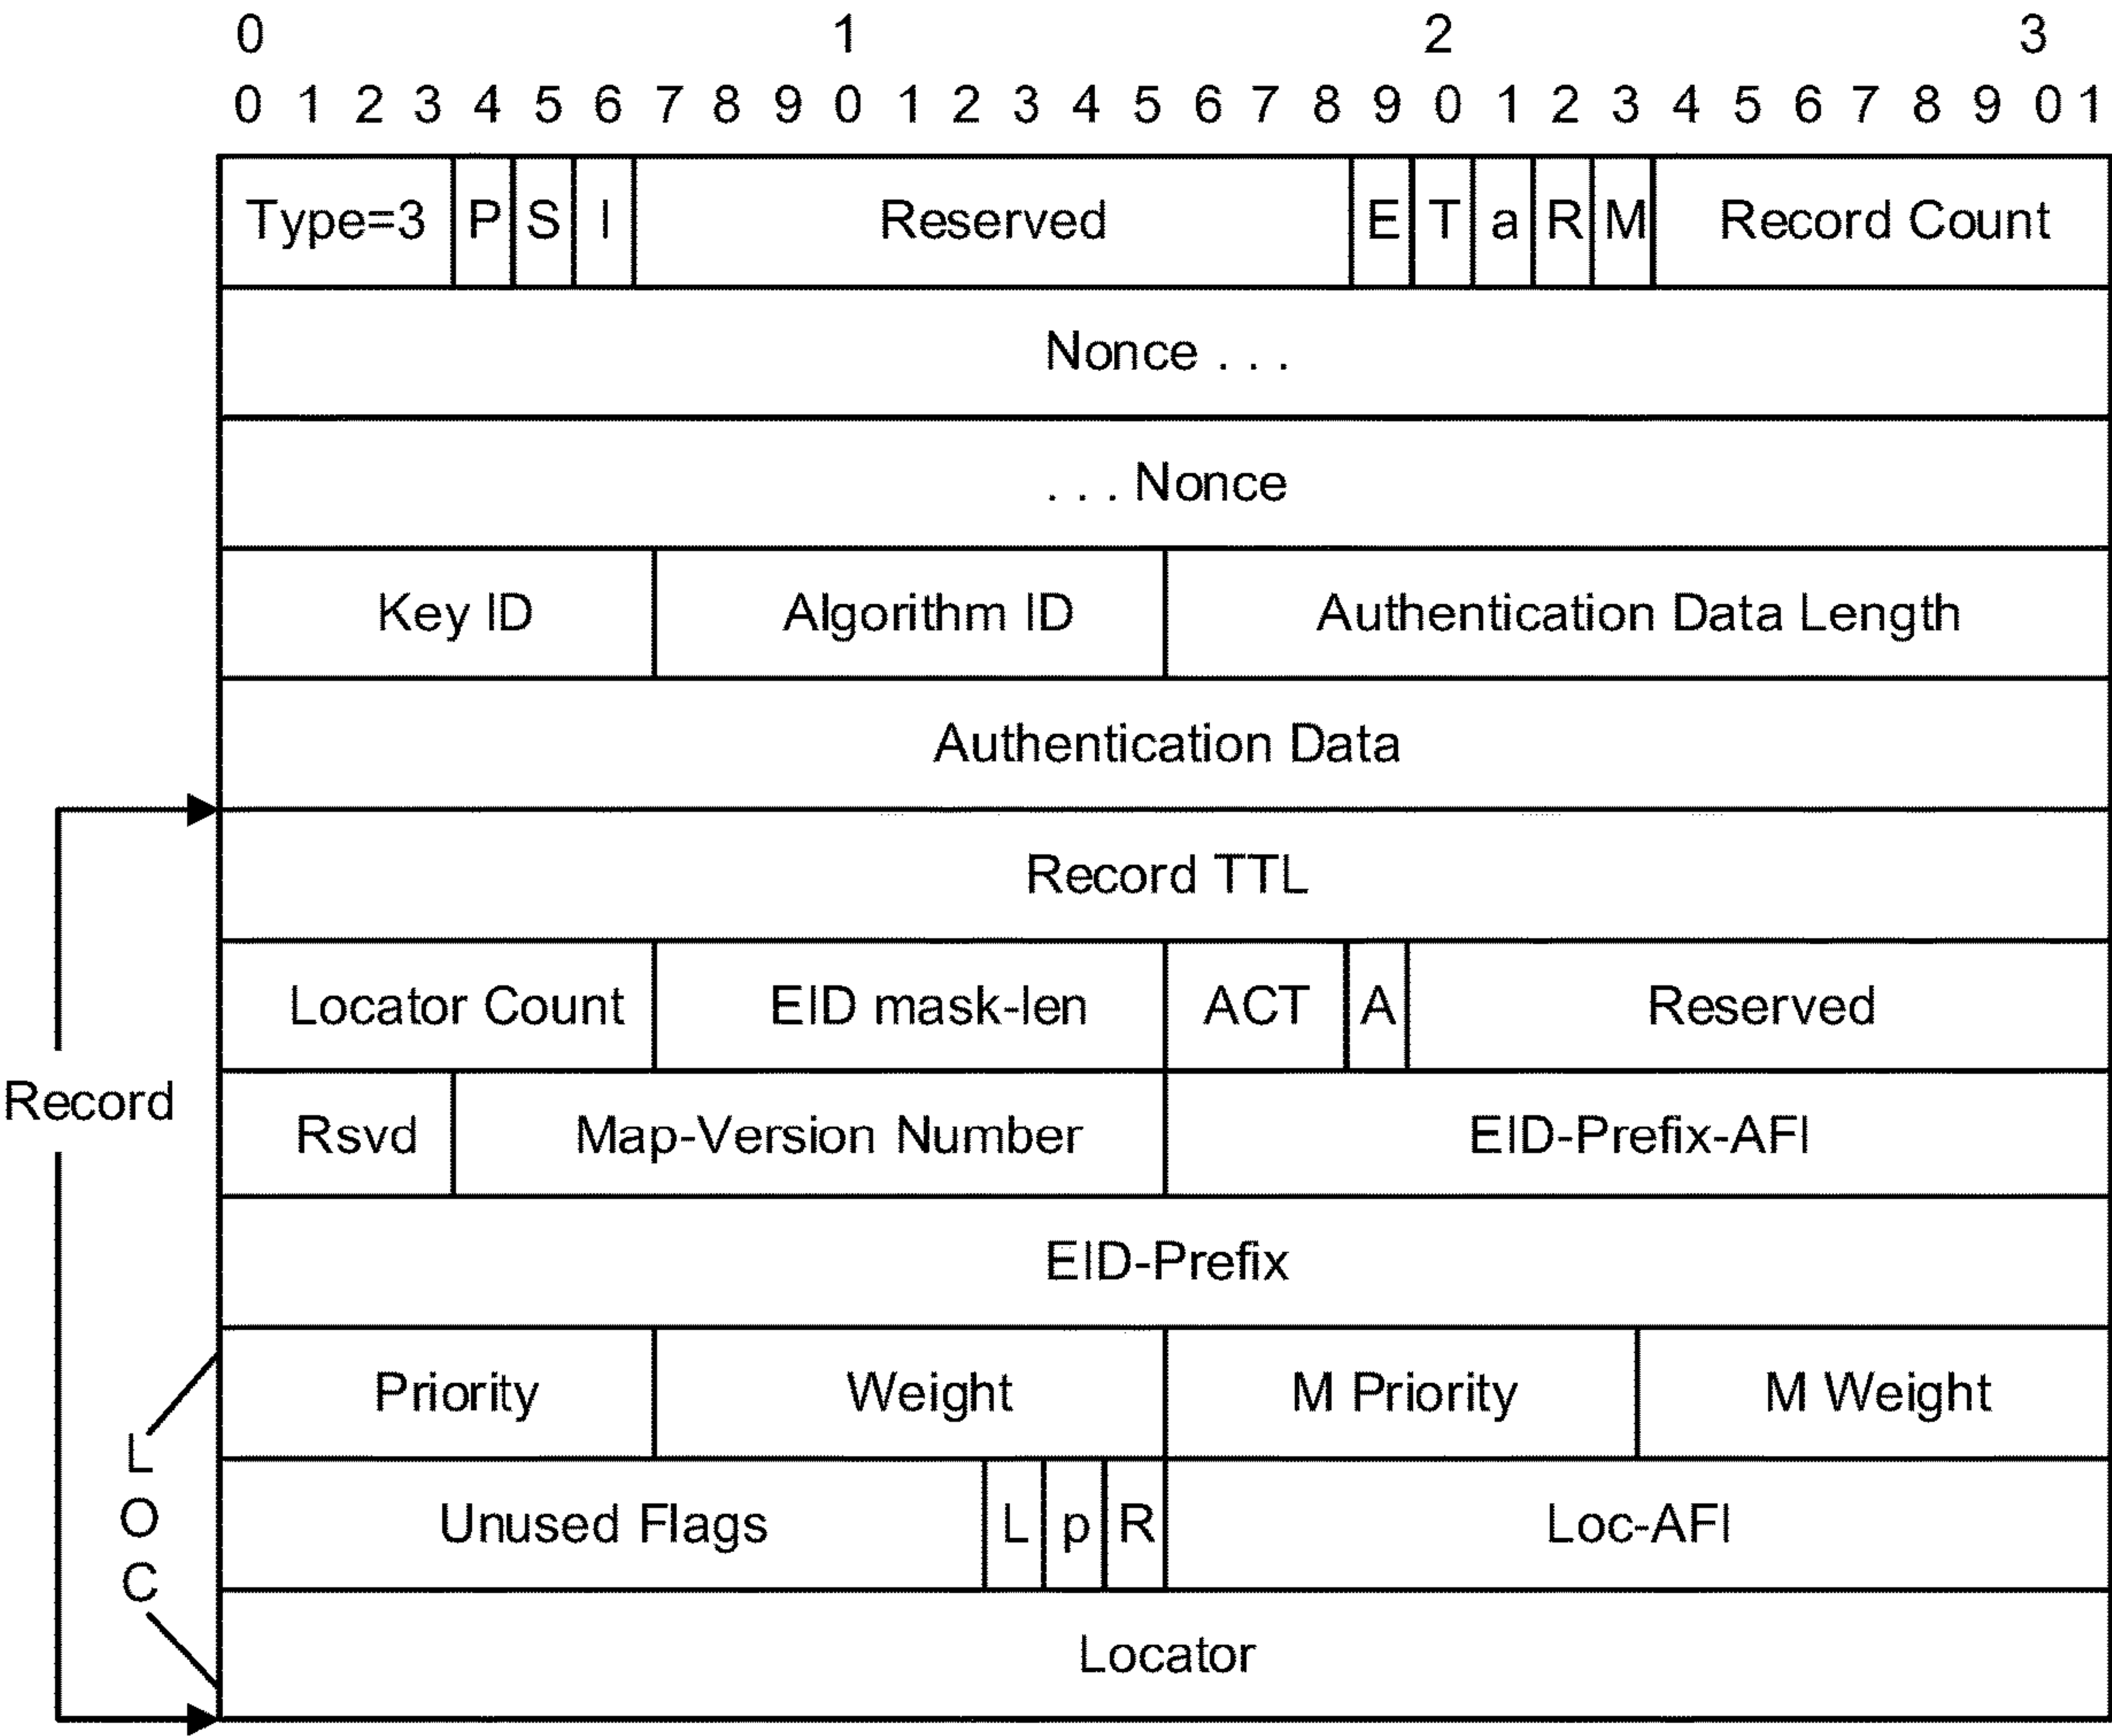 0 1 2 3
0 1 2 3 4 5 6 7 8 9 0 1 2 3 4 5 6 7 8 9 0 1 2 3 4 5 6 7 8 9 0 1
Type=3 P S I Reserved E T a R M Record Count
Nonce . . .
. . . Nonce
Key ID Algorithm ID Authentication Data Length
Authentication Data
Record TTL
Locator Count EID mask-len ACT A Reserved
Record
Rsvd Map-Version Number EID-Prefix-AFI
EID-Prefix
Priority Weight M Priority M Weight
L
O
C
Unused Flags L p R Loc-AFI
Locator